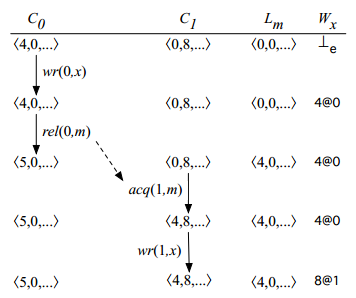 C₀ C₁ Lₘ Wₓ
⟨4,0,...⟩ ⟨0,8,...⟩ ⟨0,0,...⟩ ⊥ₑ
wr(0,x)
⟨4,0,...⟩ ⟨0,8,...⟩ ⟨0,0,...⟩ 4@0
rel(0,m)
⟨5,0,...⟩ ⟨0,8,...⟩ ⟨4,0,...⟩ 4@0
acq(1,m)
⟨5,0,...⟩ ⟨4,8,...⟩ ⟨4,0,...⟩ 4@0
wr(1,x)
⟨5,0,...⟩ ⟨4,8,...⟩ ⟨4,0,...⟩ 8@1